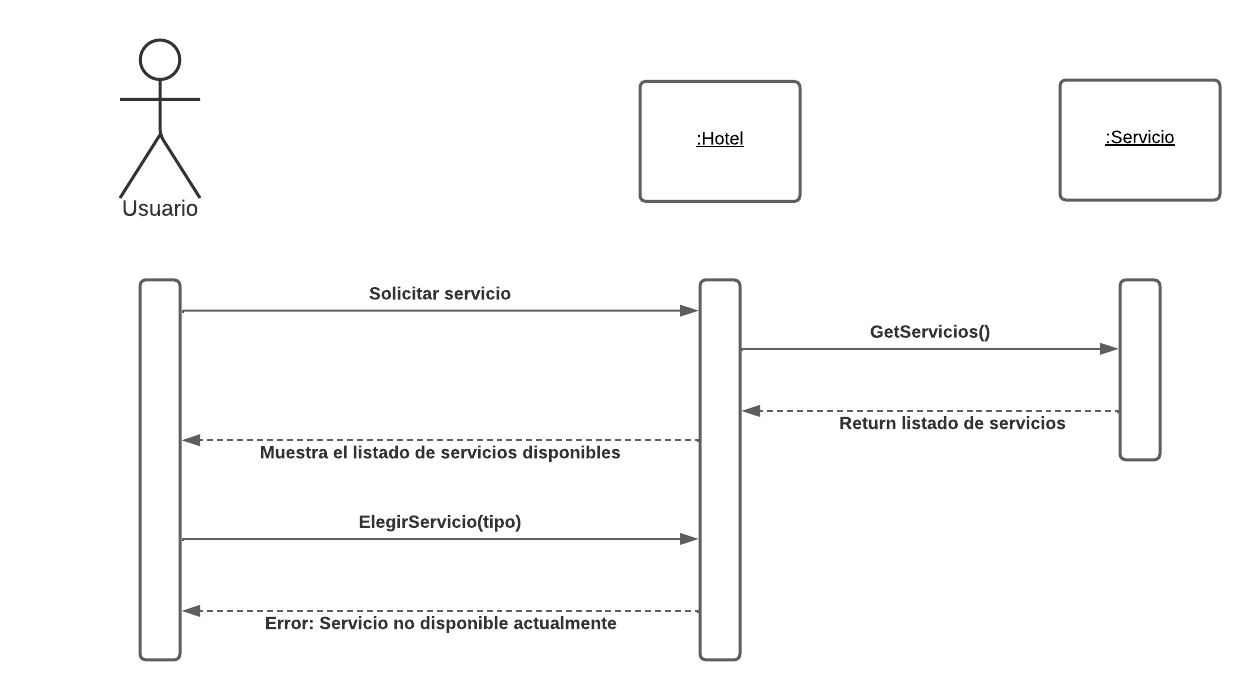 :Hotel
:Servicio
Usuario
Solicitar servicio
GetServicios()
Return listado de servicios
Muestra el listado de servicios disponibles
ElegirServicio(tipo)
Error: Servicio no disponible actualmente